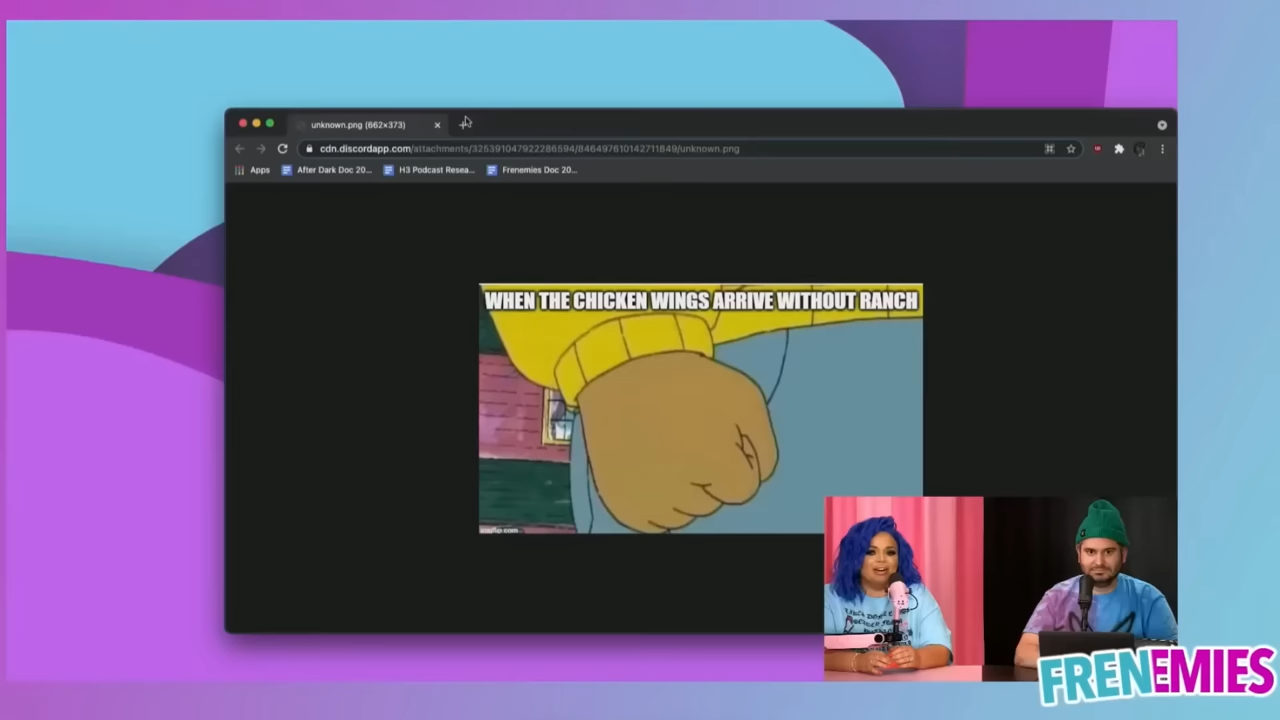 unknown.png (662×373)
cdn.discordapp.com/attachments/325391047922286594/846497610142711849/unknown.png
Apps
After Dark Doc 20...
H3 Podcast Resea...
Frenemies Doc 20...
WHEN THE CHICKEN WINGS ARRIVE WITHOUT RANCH
imgflip.com
FRENEMIES